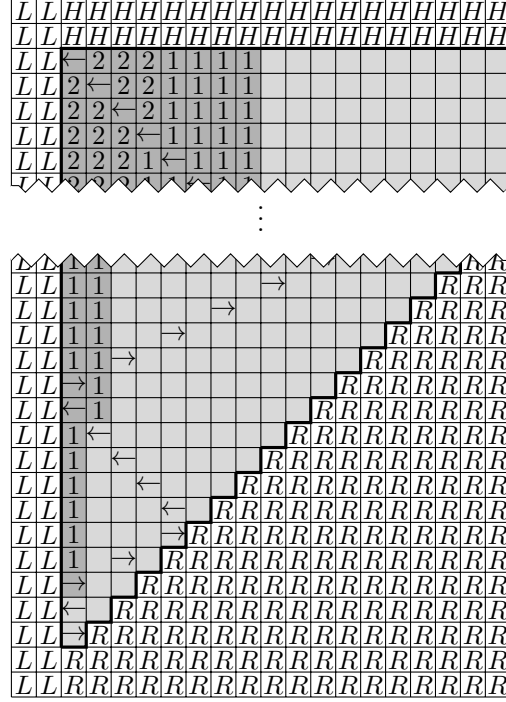 L L H H H H H H H H H H H H H H H H H H
L L H H H H H H H H H H H H H H H H H H
L L ← 2 2 2 1 1 1 1
L L 2 ← 2 2 1 1 1 1
L L 2 2 ← 2 1 1 1 1
L L 2 2 2 ← 1 1 1 1
L L 2 2 2 1 ← 1 1 1
⋮
L L 1 1 → R R R
L L 1 1 → R R R R
L L 1 1 → R R R R R
L L 1 1 → R R R R R R
L L → 1 R R R R R R R
L L ← 1 R R R R R R R R
L L 1 ← R R R R R R R R R
L L 1 ← R R R R R R R R R R
L L 1 ← R R R R R R R R R R R
L L 1 ← R R R R R R R R R R R R
L L 1 → R R R R R R R R R R R R R
L L 1 → R R R R R R R R R R R R R R
L L → R R R R R R R R R R R R R R R
L L ← R R R R R R R R R R R R R R R R
L L → R R R R R R R R R R R R R R R R R
L L R R R R R R R R R R R R R R R R R R
L L R R R R R R R R R R R R R R R R R R